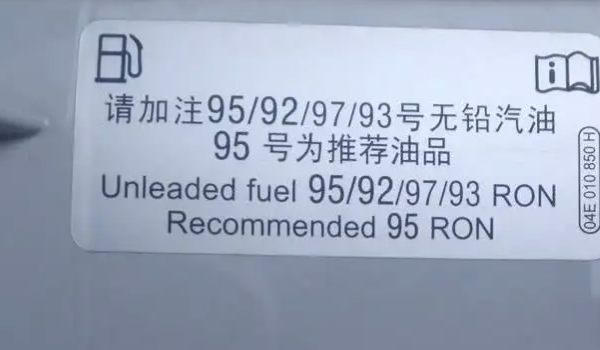 请加注95/92/97/93号无铅汽油
95 号为推荐油品
Unleaded fuel 95/92/97/93 RON
Recommended 95 RON
04E 010 850 H